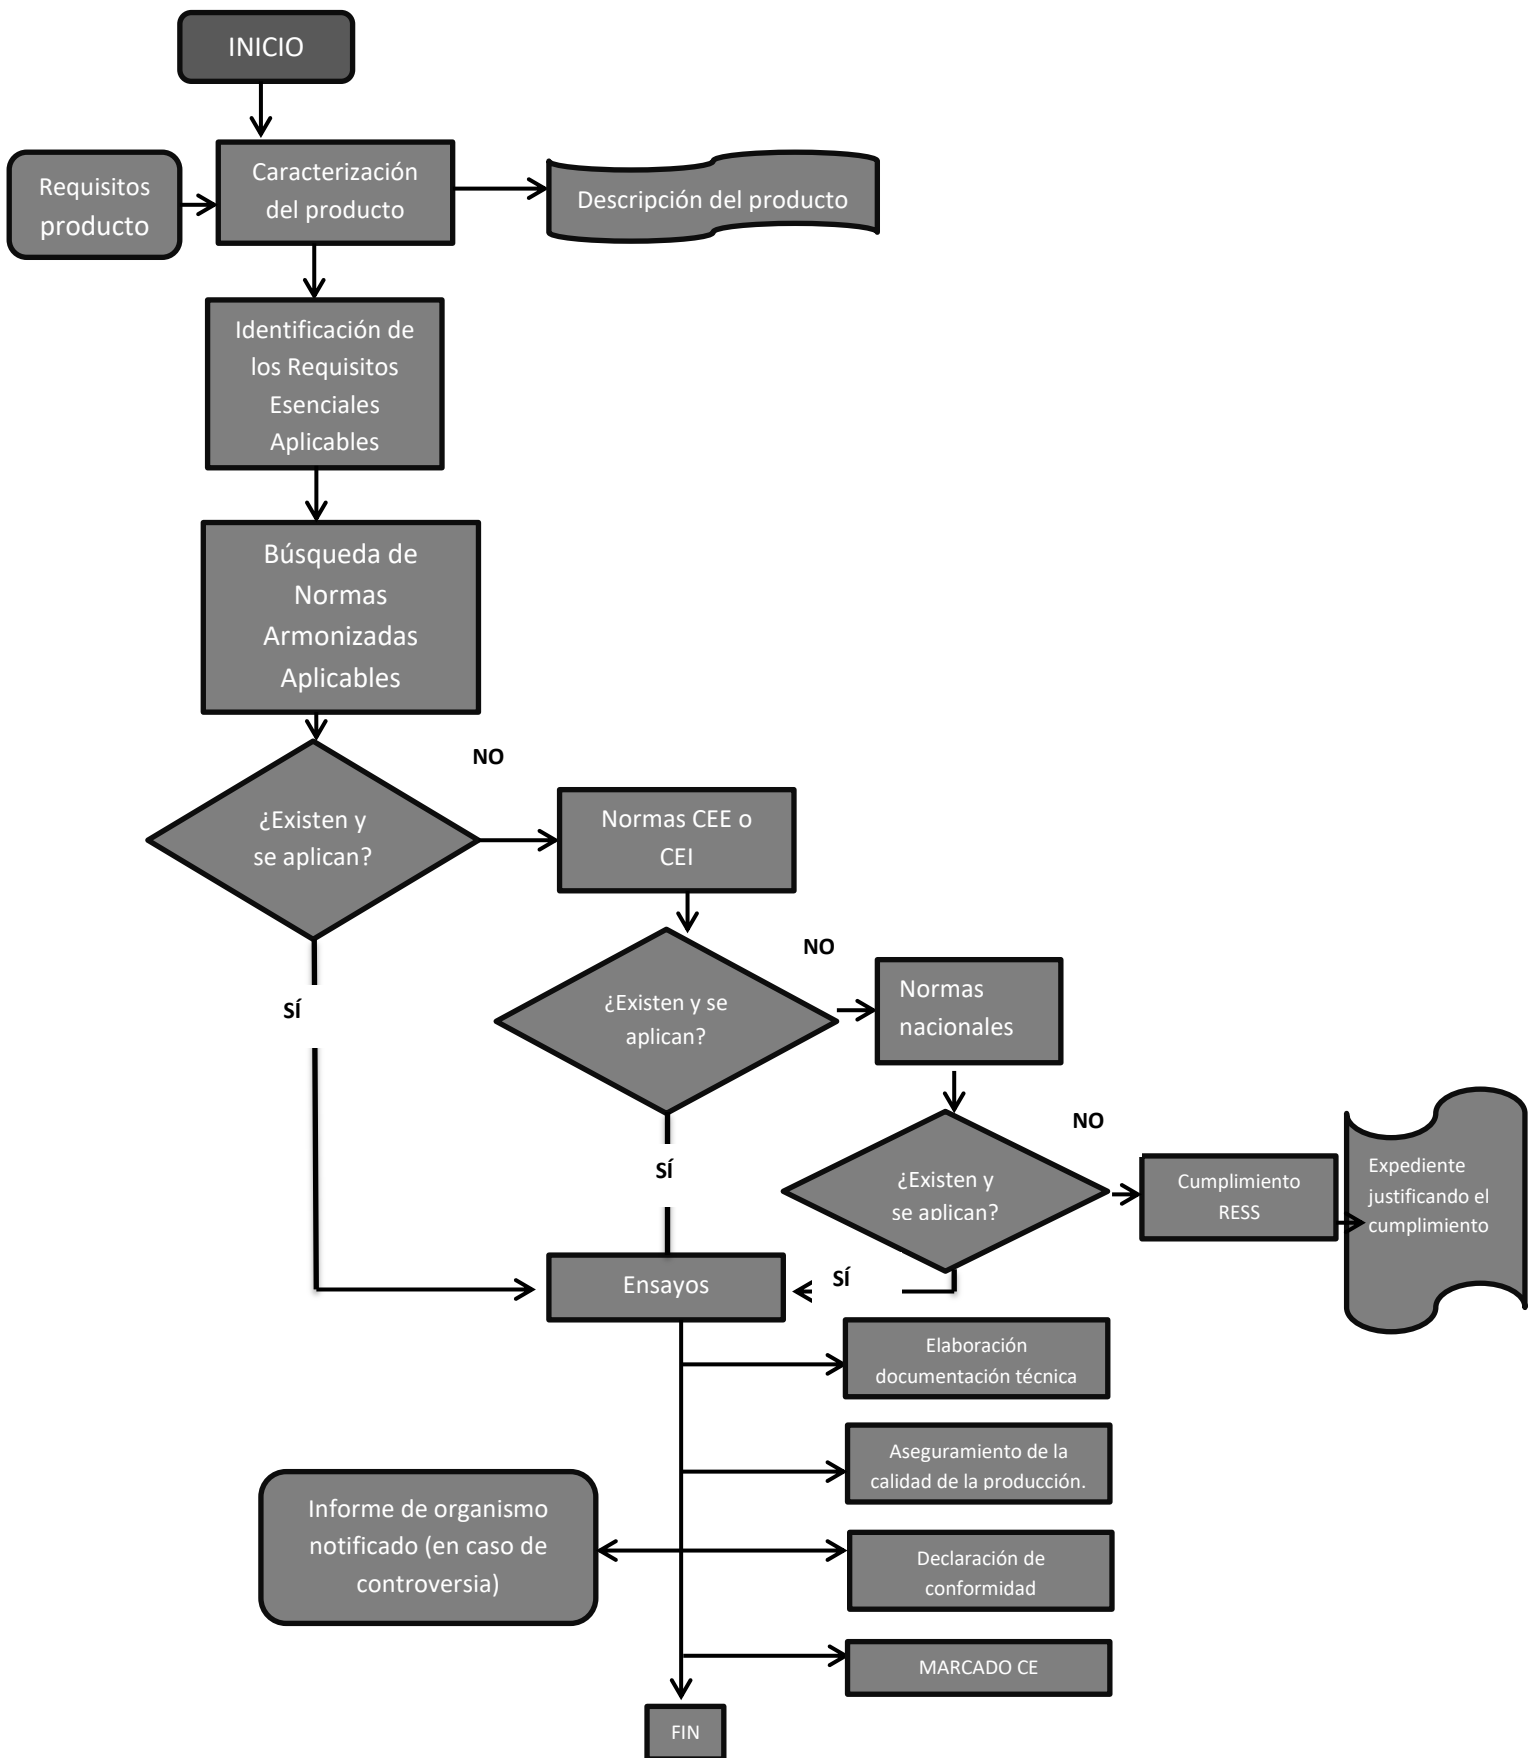 INICIO
Requisitos
producto
Caracterización
del producto
Descripción del producto
Identificación de
los Requisitos
Esenciales
Aplicables
Búsqueda de
Normas
Armonizadas
Aplicables
NO
¿Existen y
se aplican?
Normas CEE o
CEI
NO
SÍ
¿Existen y se
aplican?
Normas
nacionales
NO
SÍ
¿Existen y
se aplican?
Cumplimiento
RESS
Expediente
justificando el
cumplimiento
SÍ
Ensayos
Elaboración
documentación técnica
Aseguramiento de la
calidad de la producción.
Informe de organismo
notificado (en caso de
controversia)
Declaración de
conformidad
MARCADO CE
FIN